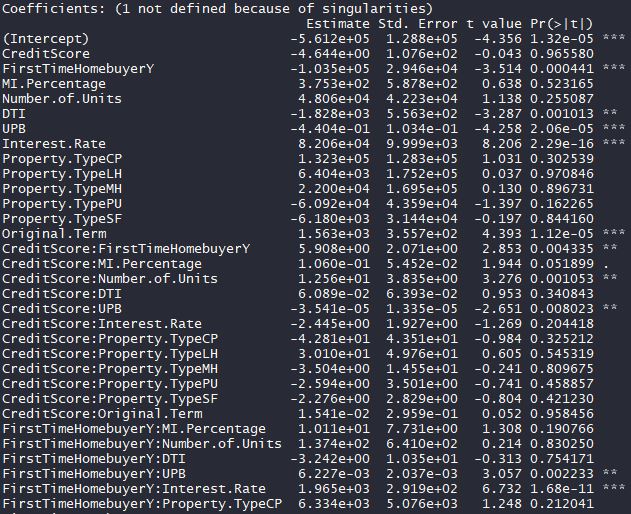 Coefficients: (1 not defined because of singularities)
Estimate Std. Error t value Pr(>|t|)
(Intercept) -5.612e+05 1.288e+05 -4.356 1.32e-05 ***
CreditScore -4.644e+00 1.076e+02 -0.043 0.965580
FirstTimeHomebuyerY -1.035e+05 2.946e+04 -3.514 0.000441 ***
MI.Percentage 3.753e+02 5.878e+02 0.638 0.523165
Number.of.Units 4.806e+04 4.223e+04 1.138 0.255087
DTI -1.828e+03 5.563e+02 -3.287 0.001013 **
UPB -4.404e-01 1.034e-01 -4.258 2.06e-05 ***
Interest.Rate 8.206e+04 9.999e+03 8.206 2.29e-16 ***
Property.TypeCP 1.323e+05 1.283e+05 1.031 0.302539
Property.TypeLH 6.404e+03 1.752e+05 0.037 0.970846
Property.TypeMH 2.200e+04 1.695e+05 0.130 0.896731
Property.TypePU -6.092e+04 4.359e+04 -1.397 0.162265
Property.TypeSF -6.180e+03 3.144e+04 -0.197 0.844160
Original.Term 1.563e+03 3.557e+02 4.393 1.12e-05 ***
CreditScore:FirstTimeHomebuyerY 5.908e+00 2.071e+00 2.853 0.004335 **
CreditScore:MI.Percentage 1.060e-01 5.452e-02 1.944 0.051899 .
CreditScore:Number.of.Units 1.256e+01 3.835e+00 3.276 0.001053 **
CreditScore:DTI 6.089e-02 6.393e-02 0.953 0.340843
CreditScore:UPB -3.541e-05 1.335e-05 -2.651 0.008023 **
CreditScore:Interest.Rate -2.445e+00 1.927e+00 -1.269 0.204418
CreditScore:Property.TypeCP -4.281e+01 4.351e+01 -0.984 0.325212
CreditScore:Property.TypeLH 3.010e+01 4.976e+01 0.605 0.545319
CreditScore:Property.TypeMH -3.504e+00 1.455e+01 -0.241 0.809675
CreditScore:Property.TypePU -2.594e+00 3.501e+00 -0.741 0.458857
CreditScore:Property.TypeSF -2.276e+00 2.829e+00 -0.804 0.421230
CreditScore:Original.Term 1.541e-02 2.959e-01 0.052 0.958456
FirstTimeHomebuyerY:MI.Percentage 1.011e+01 7.731e+00 1.308 0.190766
FirstTimeHomebuyerY:Number.of.Units 1.374e+02 6.410e+02 0.214 0.830250
FirstTimeHomebuyerY:DTI -3.242e+00 1.035e+01 -0.313 0.754171
FirstTimeHomebuyerY:UPB 6.227e-03 2.037e-03 3.057 0.002233 **
FirstTimeHomebuyerY:Interest.Rate 1.965e+03 2.919e+02 6.732 1.68e-11 ***
FirstTimeHomebuyerY:Property.TypeCP 6.334e+03 5.076e+03 1.248 0.212041